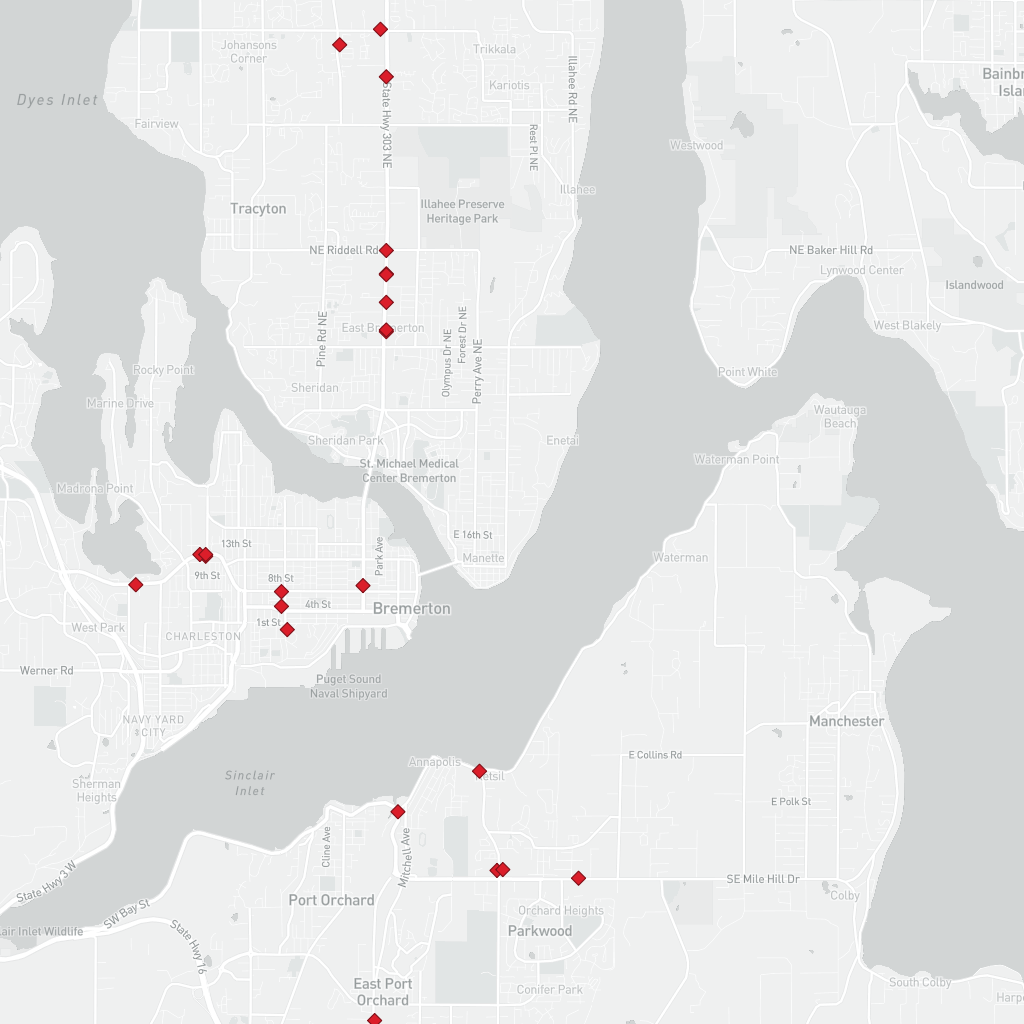 Johansons
Corner
Trikkala
Illahee Rd NE
Bainbr
Islan
Kariotis
Dyes Inlet
State Hwy 303 NE
Fairview
Rest Pl NE
Westwood
Illahee
Illahee Preserve
Heritage Park
Tracyton
NE Riddell Rd
NE Baker Hill Rd
Lynwood Center
Islandwood
East Bremerton
West Blakely
Pine Rd NE
Olympus Dr NE
Forest Dr NE
Perry Ave NE
Rocky Point
Point White
Sheridan
Marine Drive
Wautauga
Beach
Sheridan Park
Enetai
St. Michael Medical
Center Bremerton
Waterman Point
Madrona Point
E 16th St
13th St
Park Ave
Manette
Waterman
9th St
8th St
4th St
Bremerton
1st St
West Park
CHARLESTON
Werner Rd
Puget Sound
Naval Shipyard
NAVY YARD
CITY
Manchester
E Collins Rd
Annapolis
Retsil
Sinclair
Inlet
Sherman
Heights
E Polk St
Cline Ave
Mitchell Ave
State Hwy 3 W
SE Mile Hill Dr
Colby
Port Orchard
Orchard Heights
SW Bay St
lair Inlet Wildlife
Parkwood
State Hwy 16
East Port
Orchard
Conifer Park
South Colby
Harpe